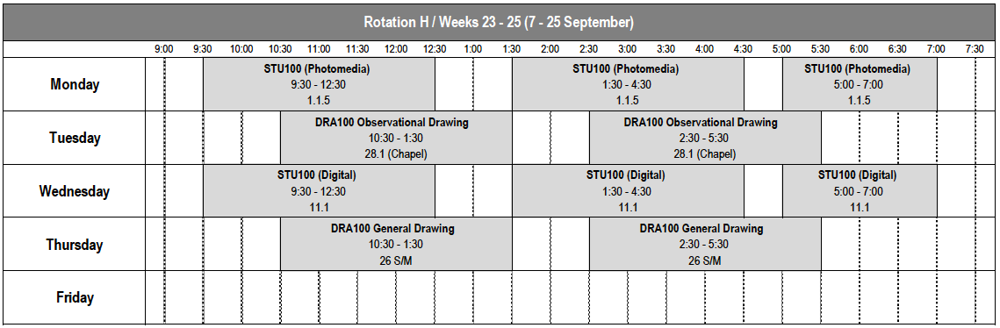 Rotation H / Weeks 23 - 25 (7 - 25 September)
9:00 9:30 10:00 10:30 11:00 11:30 12:00 12:30 1:00 1:30 2:00 2:30 3:00 3:30 4:00 4:30 5:00 5:30 6:00 6:30 7:00 7:30
Monday
STU100 (Photomedia)
9:30 - 12:30
1.1.5
STU100 (Photomedia)
1:30 - 4:30
1.1.5
STU100 (Photomedia)
5:00 - 7:00
1.1.5
Tuesday
DRA100 Observational Drawing
10:30 - 1:30
28.1 (Chapel)
DRA100 Observational Drawing
2:30 - 5:30
28.1 (Chapel)
Wednesday
STU100 (Digital)
9:30 - 12:30
11.1
STU100 (Digital)
1:30 - 4:30
11.1
STU100 (Digital)
5:00 - 7:00
11.1
Thursday
DRA100 General Drawing
10:30 - 1:30
26 S/M
DRA100 General Drawing
2:30 - 5:30
26 S/M
Friday